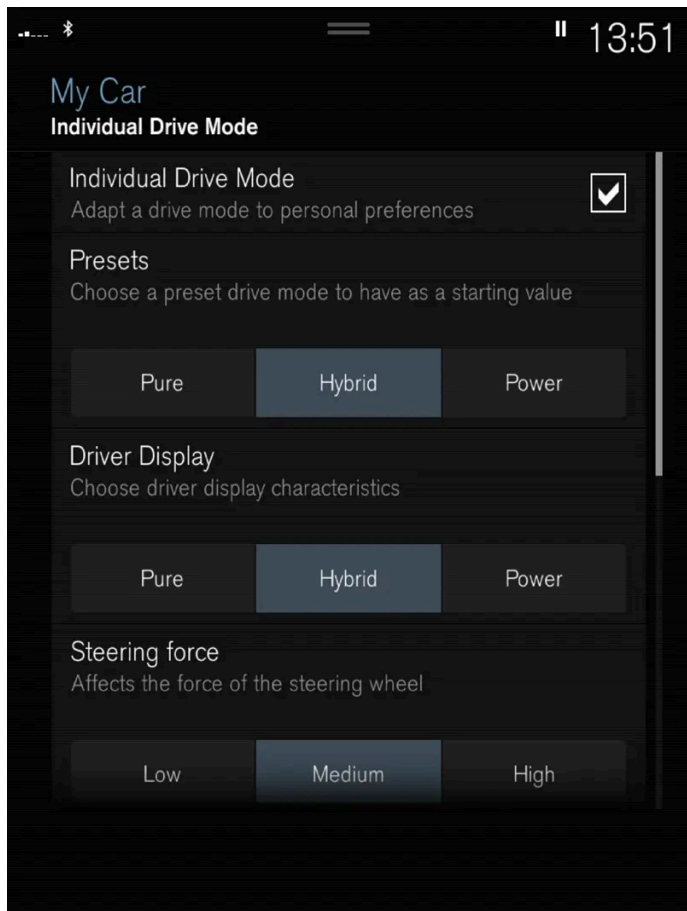 13:51
My Car
Individual Drive Mode
Individual Drive Mode
Adapt a drive mode to personal preferences
Presets
Choose a preset drive mode to have as a starting value
Pure Hybrid Power
Driver Display
Choose driver display characteristics
Pure Hybrid Power
Steering force
Affects the force of the steering wheel
Low Medium High